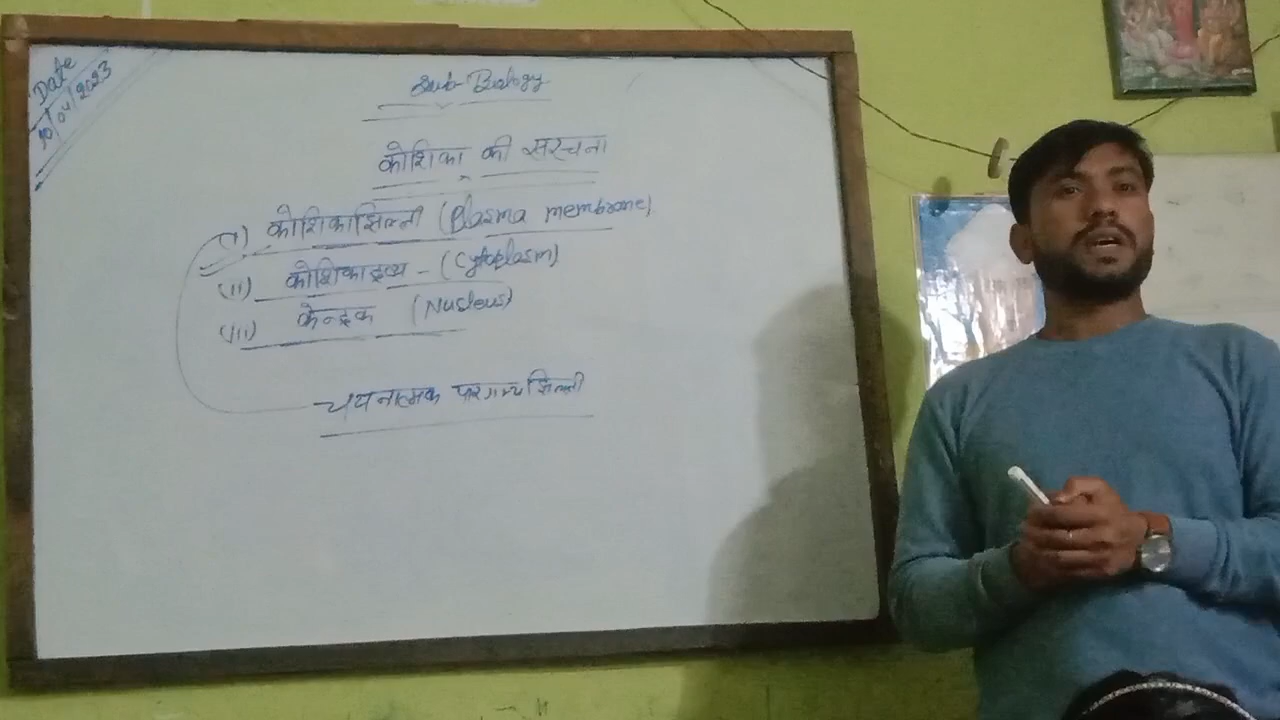 Date
10/04/2023
Sub- Biology
कोशिका की संरचना
(i) कोशिकाझिल्ली (Plasma membrane)
(ii) कोशिकाद्रव्य - (Cytoplasm)
(iii) केन्द्रक (Nucleus)
चयनात्मक पारगम्य झिल्ली